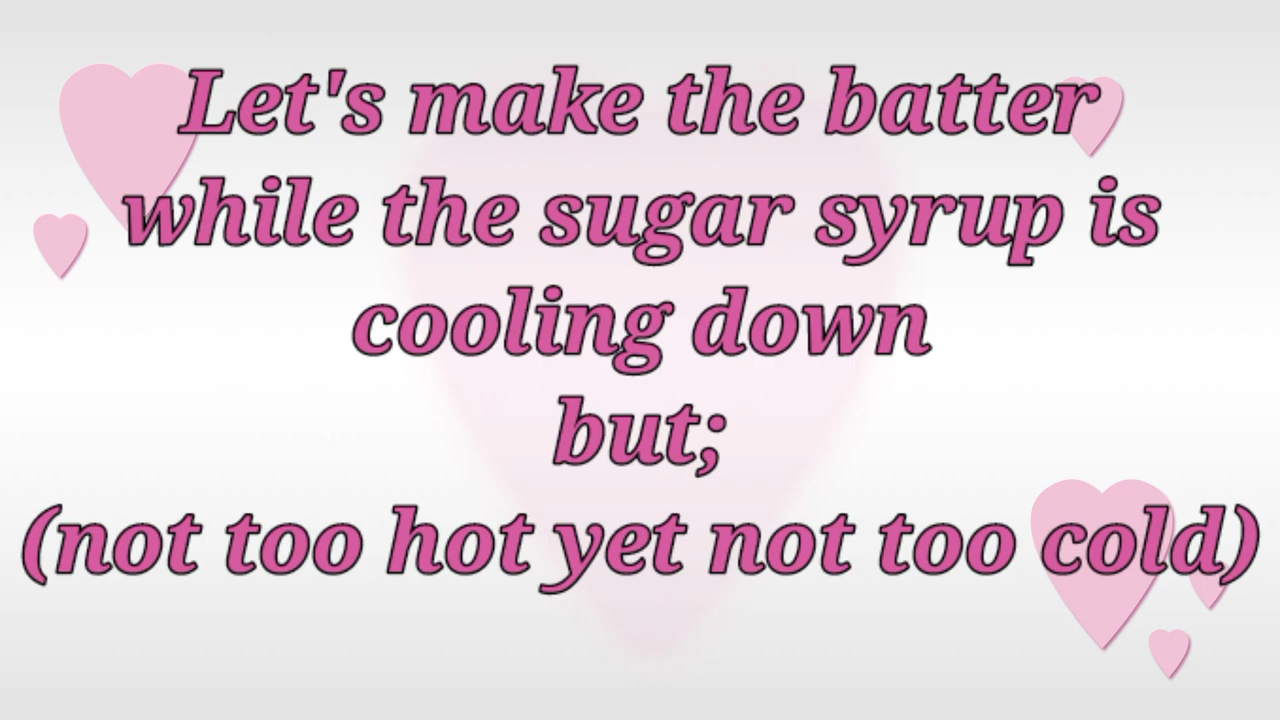 Let's make the batter
while the sugar syrup is
cooling down
but;
(not too hot yet not too cold)